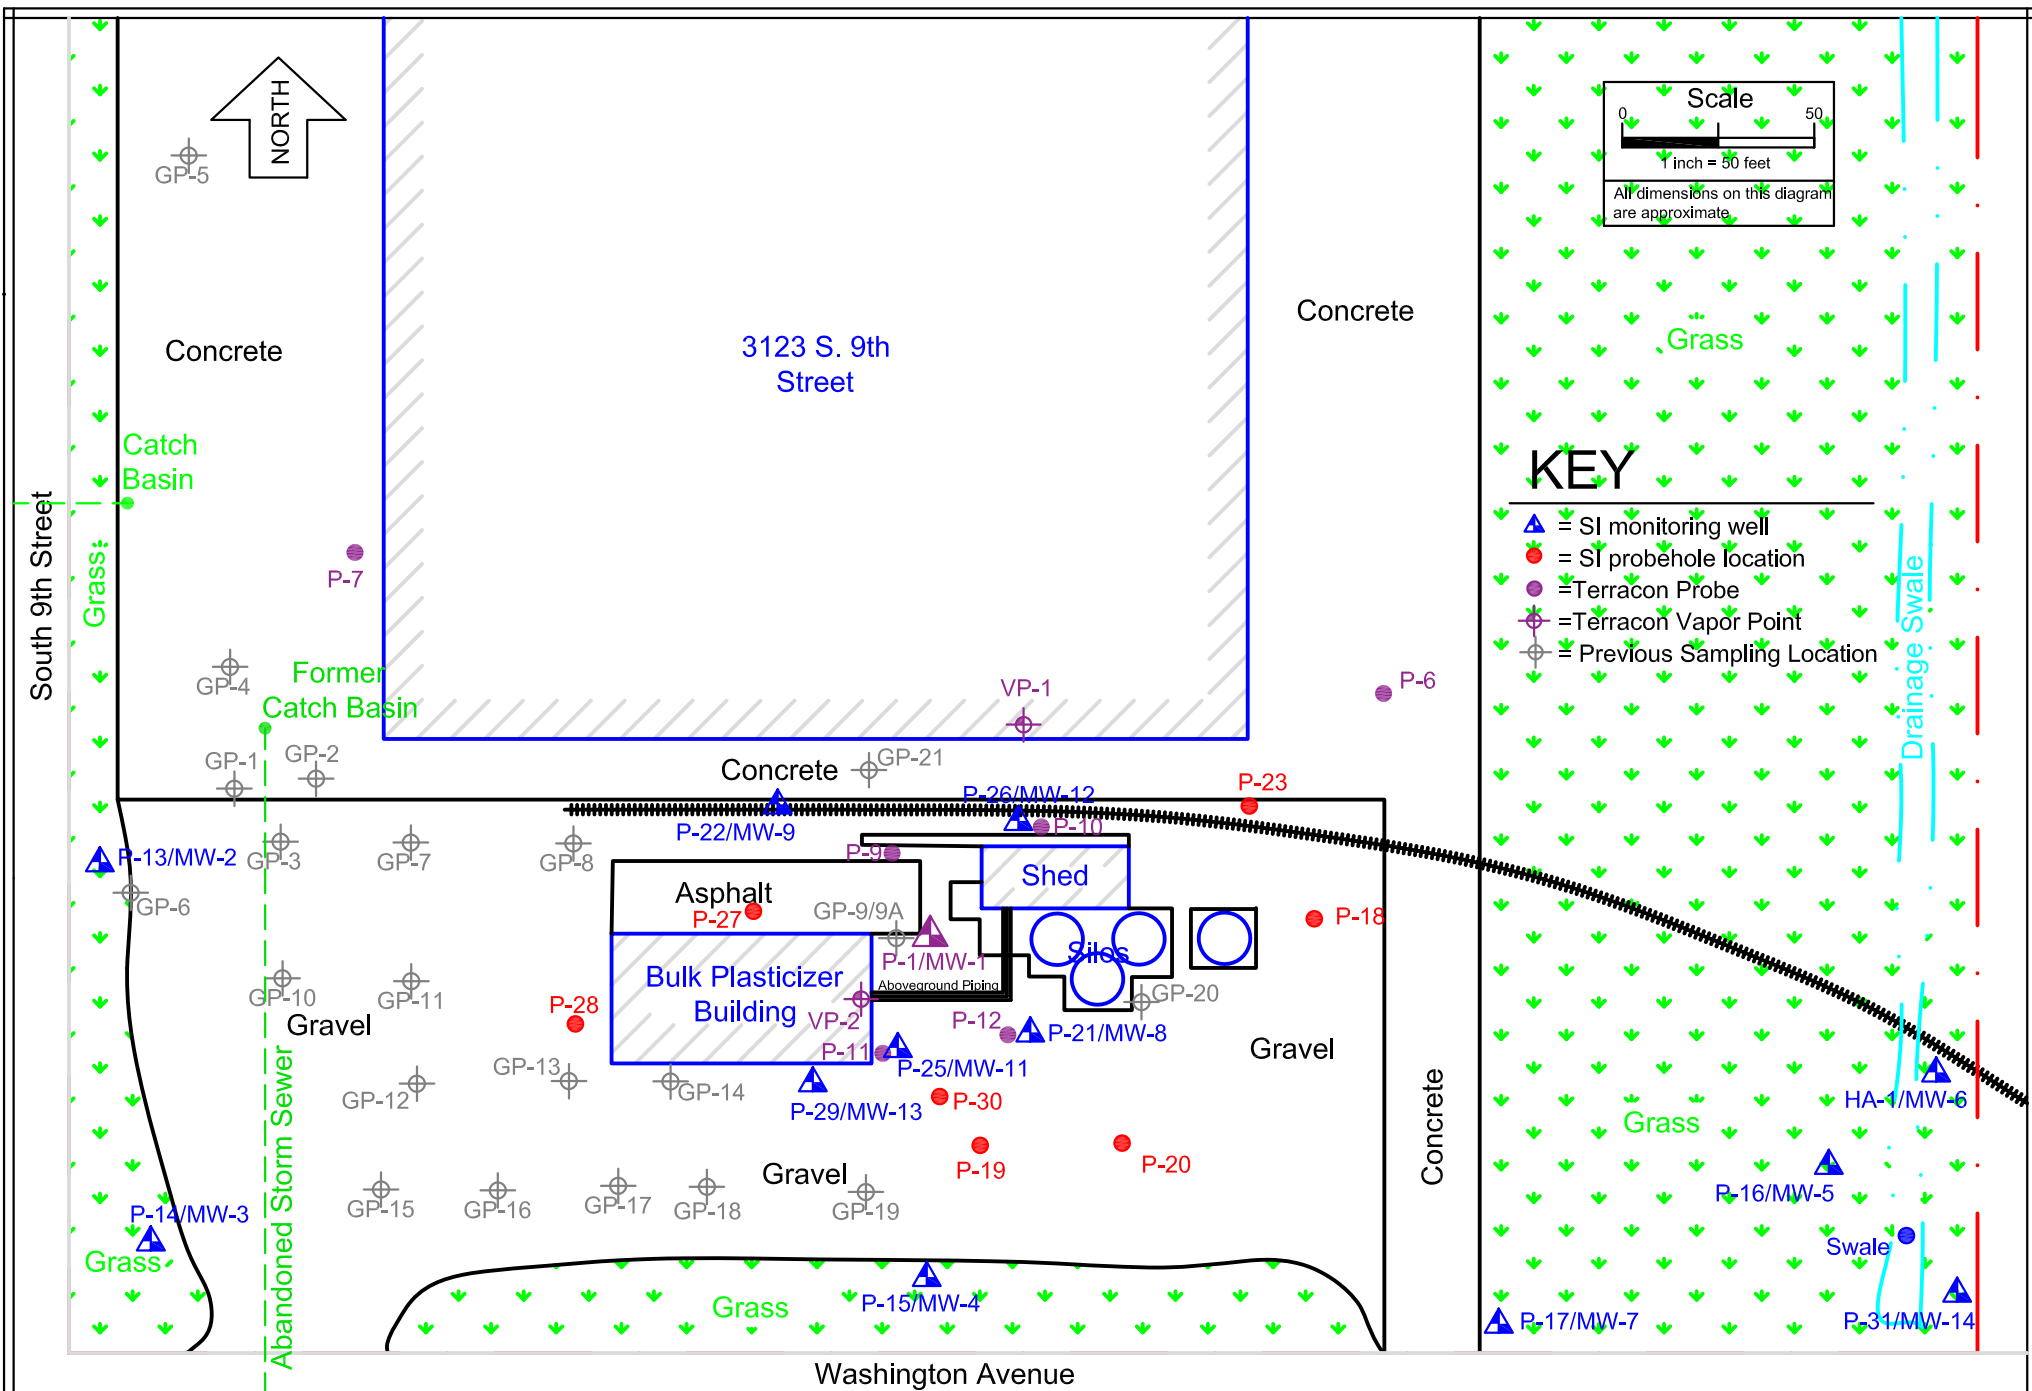 NORTH
GP-5
Scale
0 50
1 inch = 50 feet
All dimensions on this diagram
are approximate
Concrete
Concrete
3123 S. 9th
Street
Grass
Catch
Basin
KEY
= SI monitoring well
= SI probehole location
=Terracon Probe
=Terracon Vapor Point
= Previous Sampling Location
South 9th Street
Grass
P-7
Drainage Swale
GP-4
Former
Catch Basin
VP-1
P-6
GP-1
GP-2
Concrete
GP-21
P-23
P-26/MW-12
P-22/MW-9
P-10
P-13/MW-2
GP-3
GP-7
GP-8
P-9
Shed
Asphalt
GP-6
P-27
GP-9/9A
P-18
Silos
P-1/MW-1
Bulk Plasticizer
Building
Aboveground Piping
GP-10
GP-11
GP-20
P-28
Gravel
VP-2
P-12
P-21/MW-8
P-11
Gravel
P-25/MW-11
GP-13
GP-14
GP-12
P-29/MW-13
P-30
HA-1/MW-6
Abandoned Storm Sewer
Concrete
Grass
P-19
P-20
Gravel
P-16/MW-5
GP-15
GP-16
GP-17
GP-18
GP-19
P-14/MW-3
Swale
Grass
Grass
P-15/MW-4
P-17/MW-7
P-31/MW-14
Washington Avenue